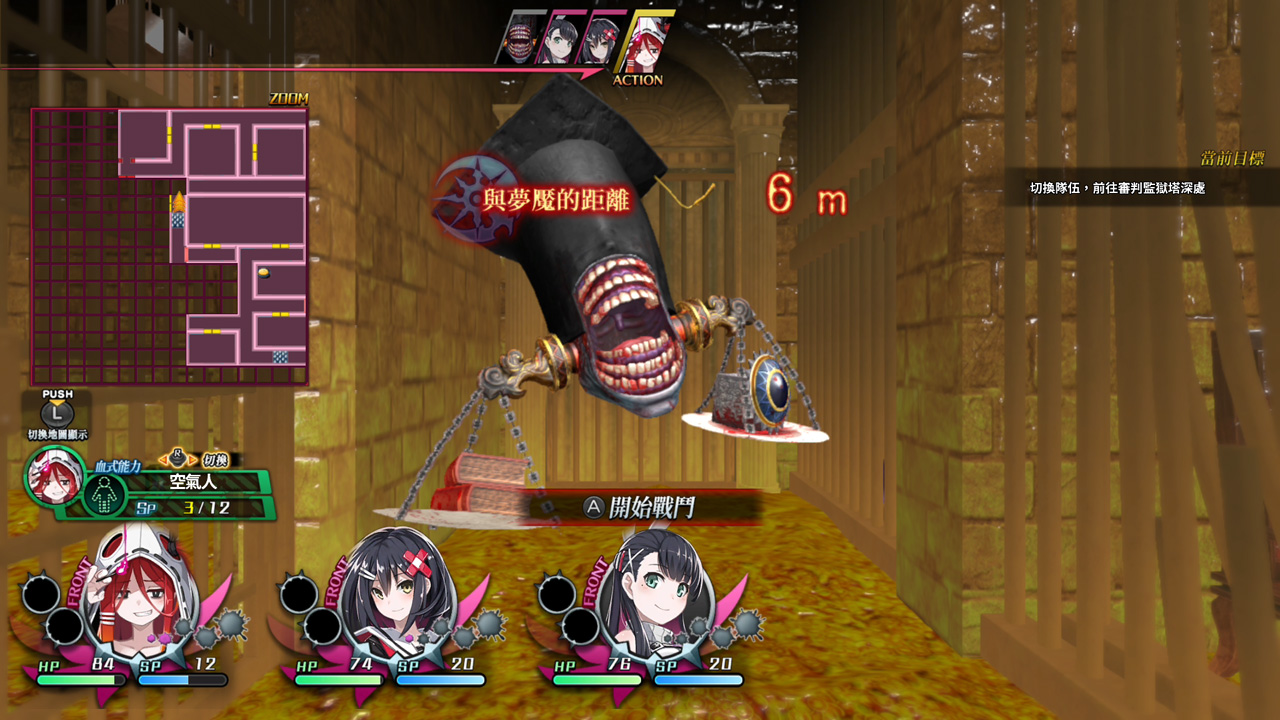 ACTION
ZOOM
與夢魘的距離
6 m
當前目標
切換隊伍，前往審判監獄塔深處
PUSH
L
切換地圖顯示
血式能力
R
切換
空氣人
SP 3/12
A 開始戰鬥
FRONT
FRONT
FRONT
HP 84 SP 12
HP 74 SP 20
HP 76 SP 20